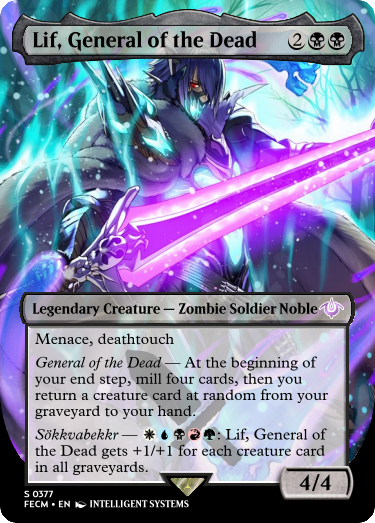 Lif, General of the Dead 2
Legendary Creature — Zombie Soldier Noble
Menace, deathtouch
General of the Dead — At the beginning of
your end step, mill four cards, then you
return a creature card at random from your
graveyard to your hand.
Sökkvabekkr — : Lif, General of
the Dead gets +1/+1 for each creature card
in all graveyards.
4/4
S 0377
FECM • EN INTELLIGENT SYSTEMS